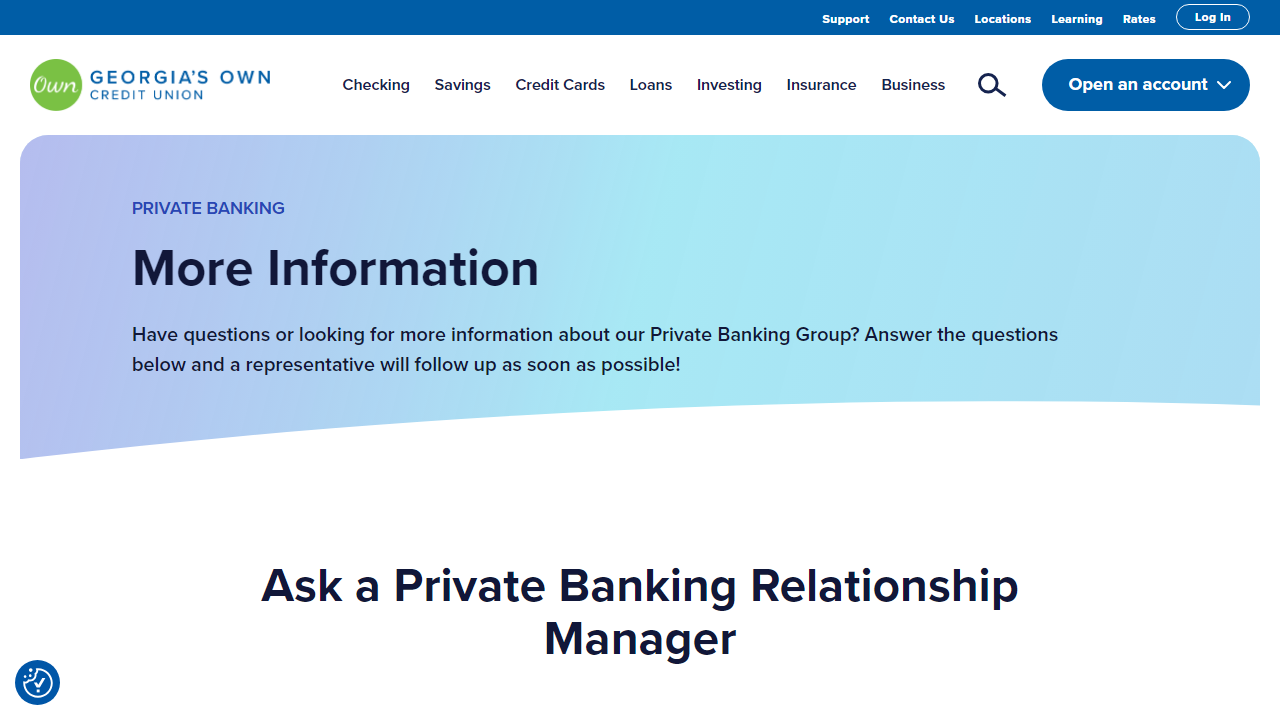 Support Contact Us Locations Learning Rates Log In
Own GEORGIA'S OWN
CREDIT UNION
Checking Savings Credit Cards Loans Investing Insurance Business Open an account
PRIVATE BANKING
More Information
Have questions or looking for more information about our Private Banking Group? Answer the questions
below and a representative will follow up as soon as possible!
Ask a Private Banking Relationship
Manager